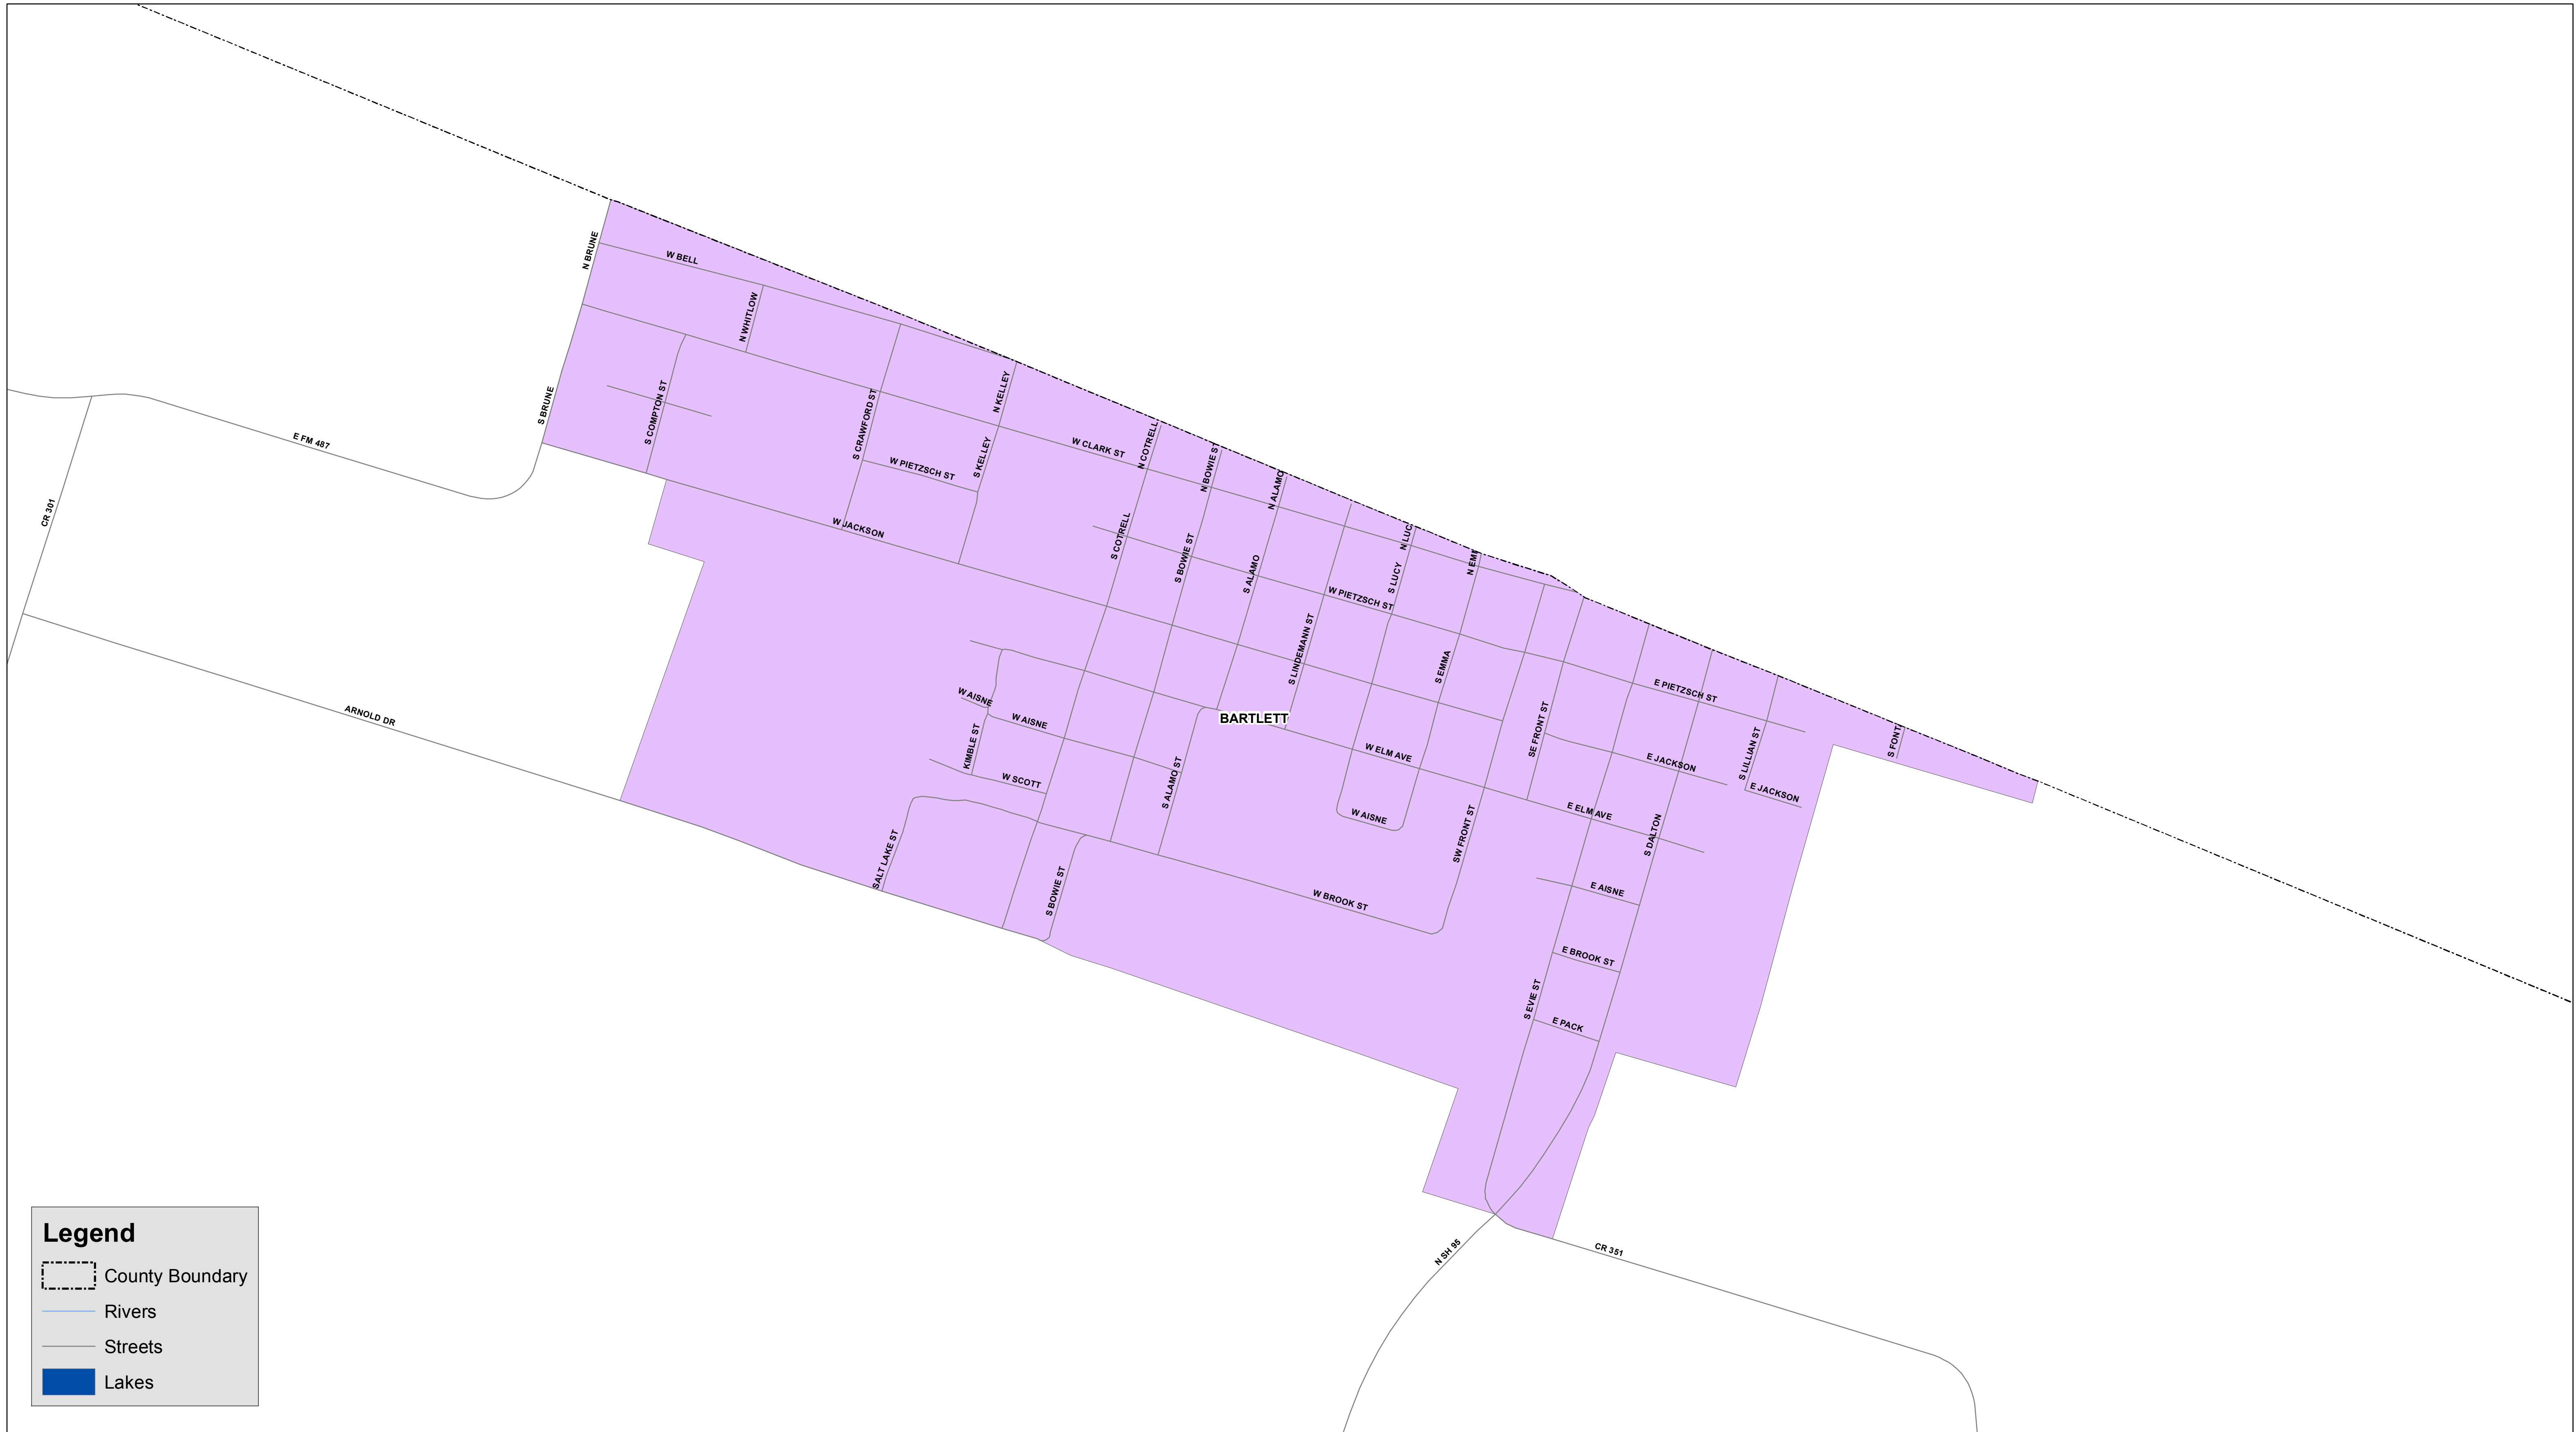 N BRUNE
W BELL
N WHITLOW
S BRUNE
S COMPTON ST
S CRAWFORD ST
N KELLEY
S KELLEY
W PIETZSCH ST
W CLARK ST
N COTRELL
N BOWIE ST
N ALAMO
E FM 487
CR 301
W JACKSON
S COTRELL
S BOWIE ST
S ALAMO
N LUC
S LUCY
N EM
W PIETZSCH ST
S LINDEMANN ST
S EMMA
ARNOLD DR
W AISNE
W AISNE
KIMBLE ST
W SCOTT
BARTLETT
S ALAMO ST
W ELM AVE
SE FRONT ST
E PIETZSCH ST
E JACKSON
S LILLIAN ST
E JACKSON
S FONT
W AISNE
SW FRONT ST
E ELM AVE
S DALTON
SALT LAKE ST
S BOWIE ST
W BROOK ST
E AISNE
E BROOK ST
S EVIE ST
E PACK
N SH 95
CR 351
Legend
County Boundary
Rivers
Streets
Lakes